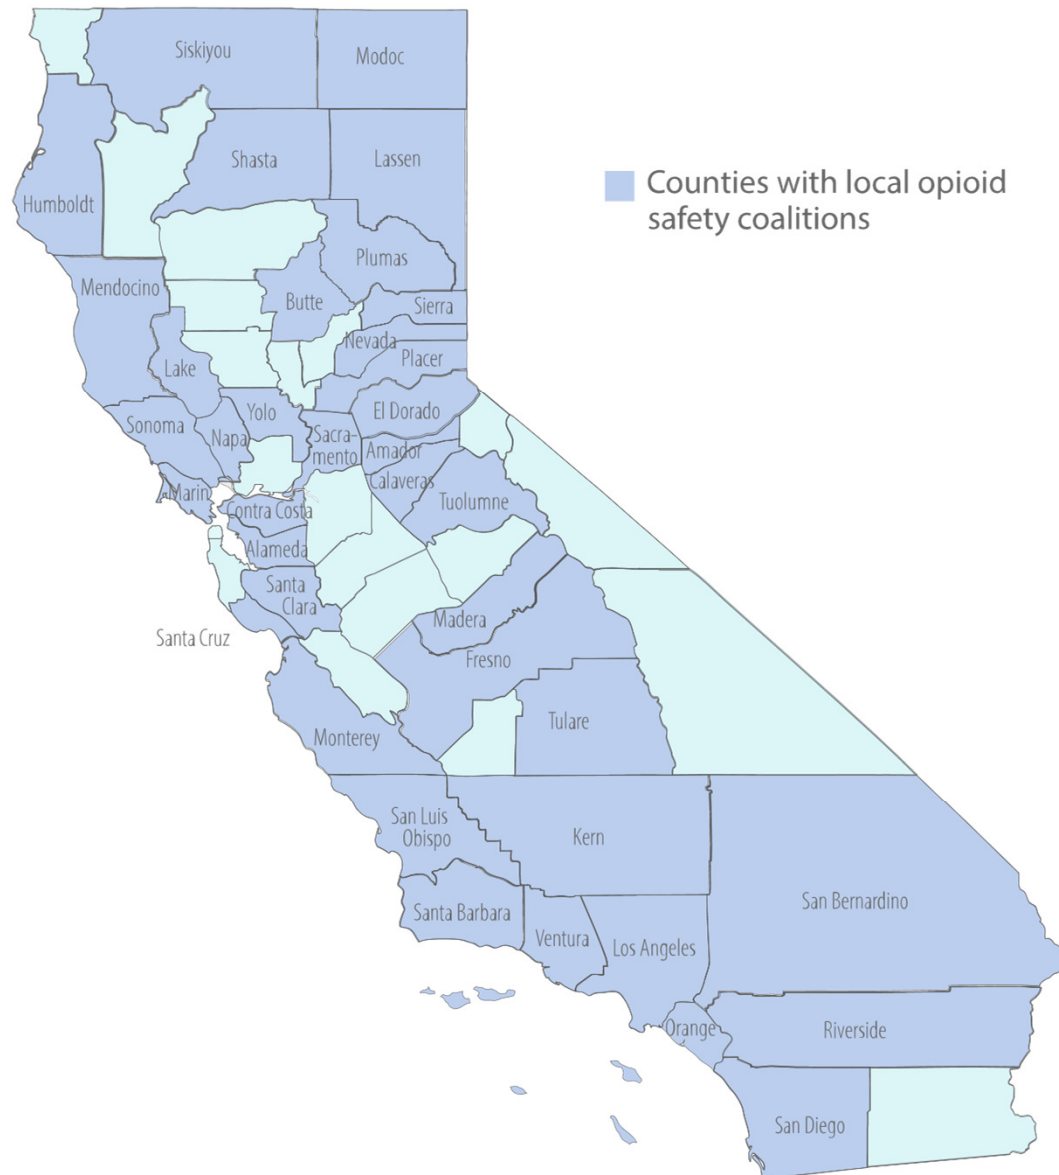 Siskiyou
Modoc
Shasta
Lassen
Counties with local opioid
safety coalitions
Humboldt
Plumas
Mendocino
Butte
Sierra
Nevada
Placer
Lake
El Dorado
Yolo
Sonoma
Napa
Sacra-
mento
Amador
Calaveras
Marin
Tuolumne
Contra Costa
Alameda
Santa
Clara
Madera
Santa Cruz
Fresno
Tulare
Monterey
San Luis
Obispo
Kern
San Bernardino
Santa Barbara
Ventura
Los Angeles
Orange
Riverside
San Diego